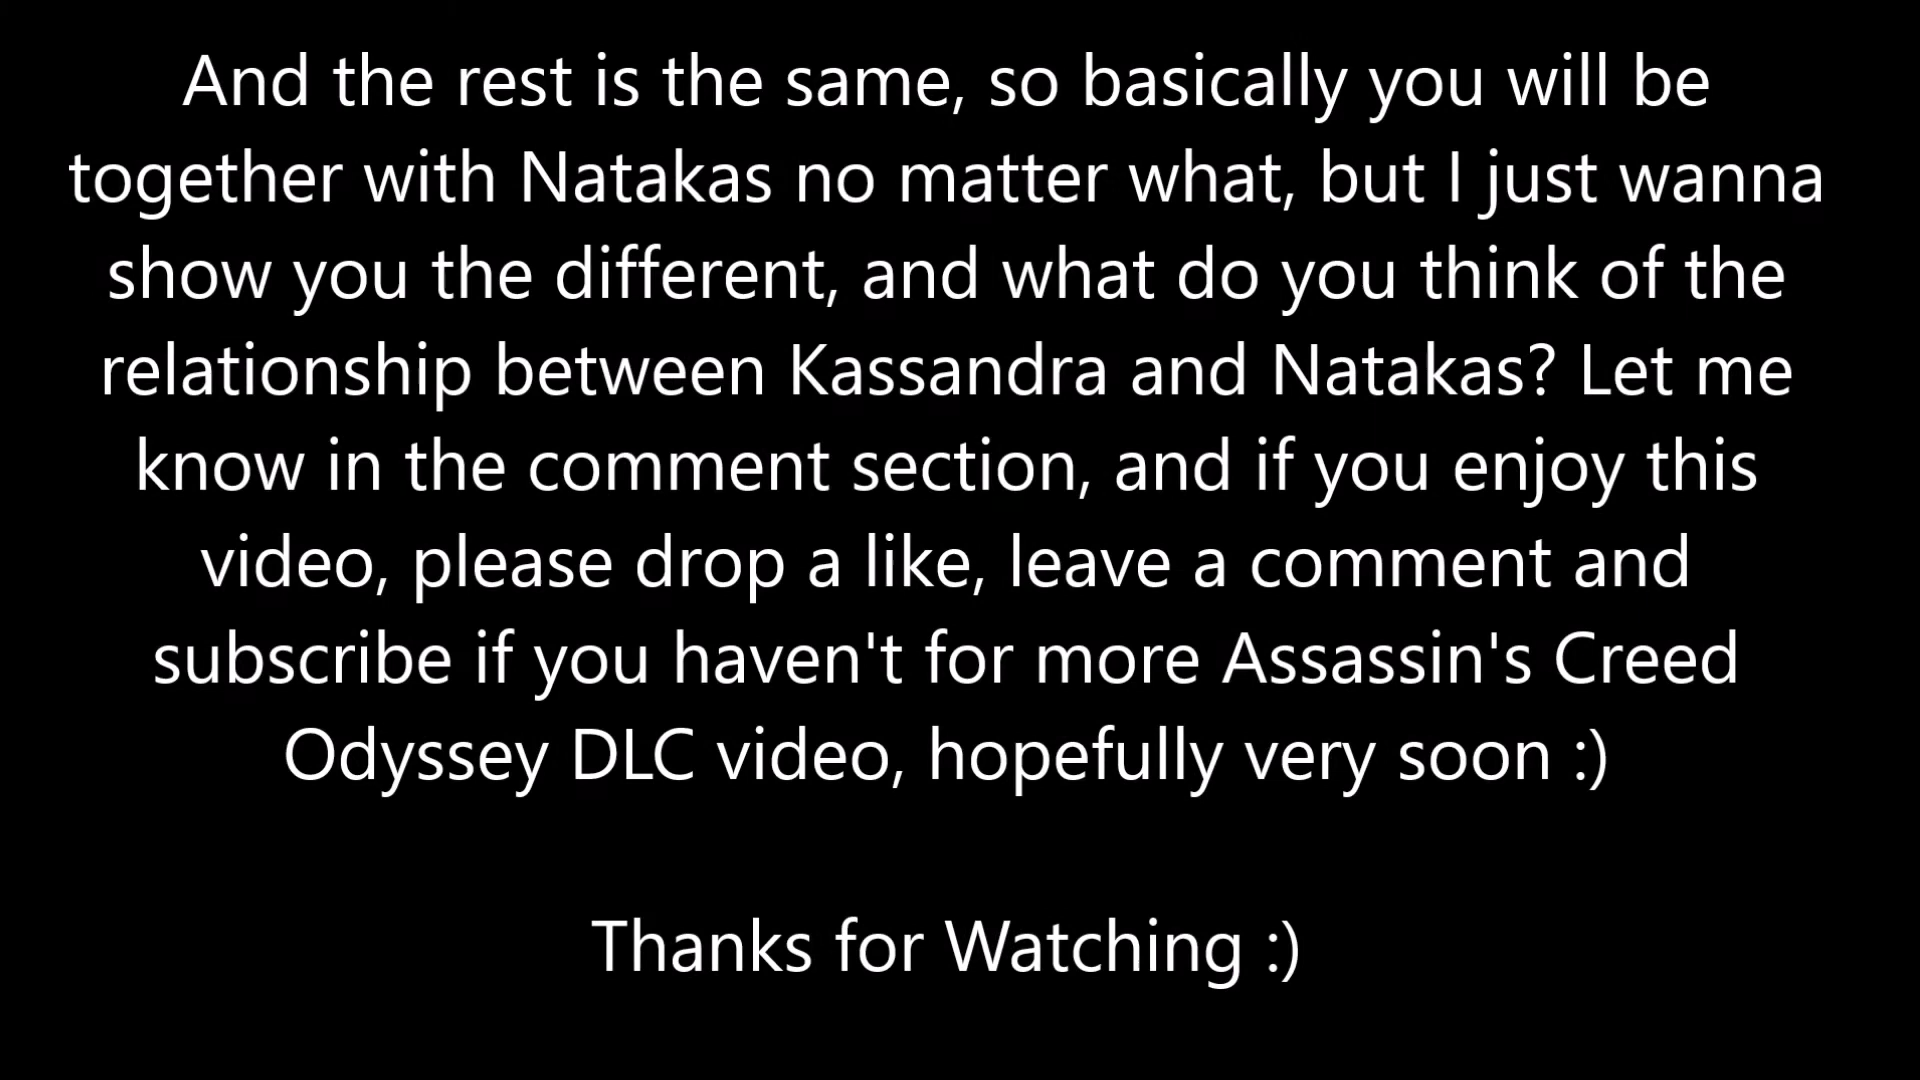 And the rest is the same, so basically you will be
together with Natakas no matter what, but I just wanna
show you the different, and what do you think of the
relationship between Kassandra and Natakas? Let me
know in the comment section, and if you enjoy this
video, please drop a like, leave a comment and
subscribe if you haven't for more Assassin's Creed
Odyssey DLC video, hopefully very soon :)
Thanks for Watching :)